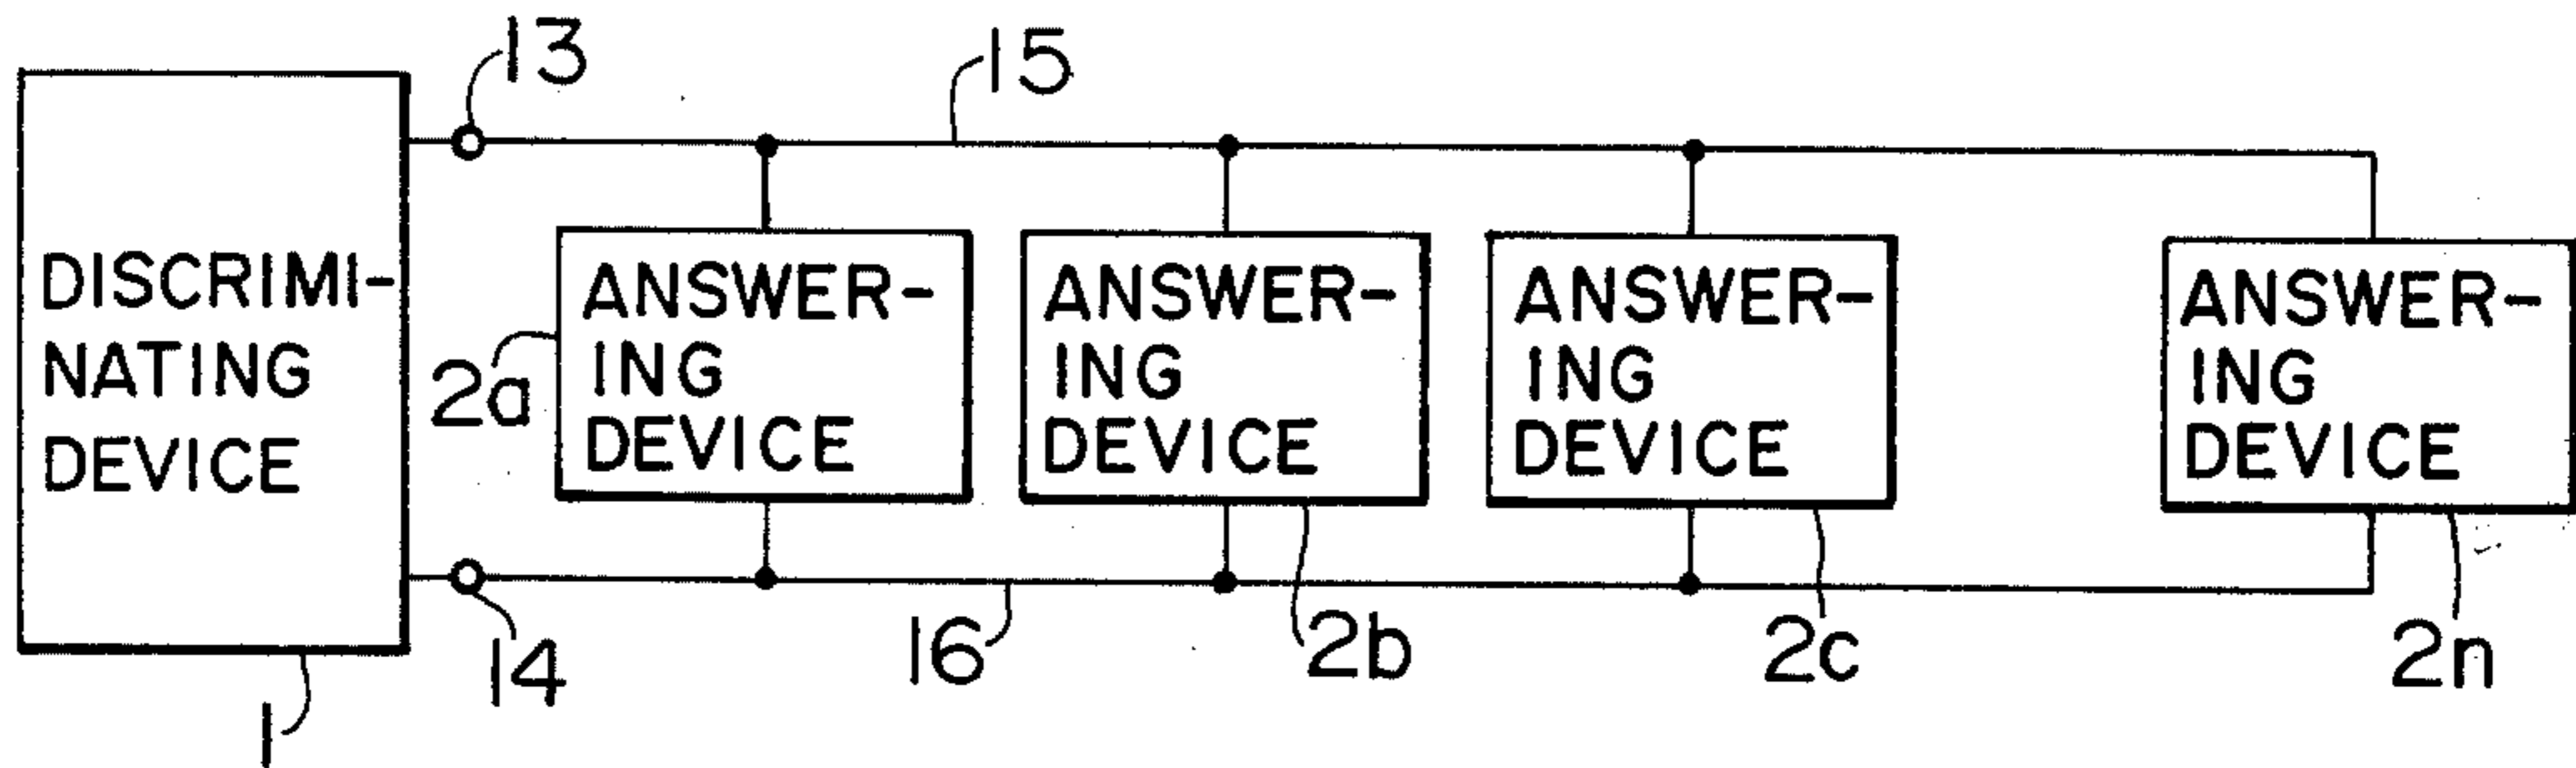 13
15
DISCRIMI-
NATING
DEVICE
2a
ANSWER-
ING
DEVICE
ANSWER-
ING
DEVICE
ANSWER-
ING
DEVICE
ANSWER-
ING
DEVICE
14
16
2b
2c
2n
1